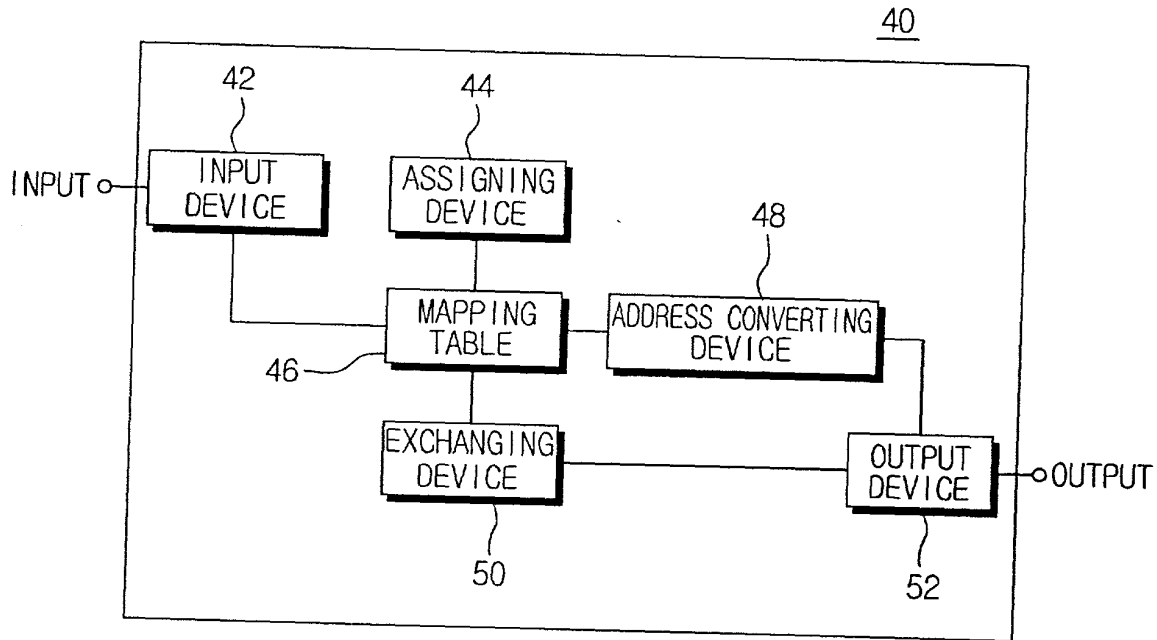 40
42
44
INPUT
INPUT
DEVICE
ASSIGNING
DEVICE
48
MAPPING
TABLE
ADDRESS CONVERTING
DEVICE
46
EXCHANGING
DEVICE
OUTPUT
DEVICE
OUTPUT
50
52